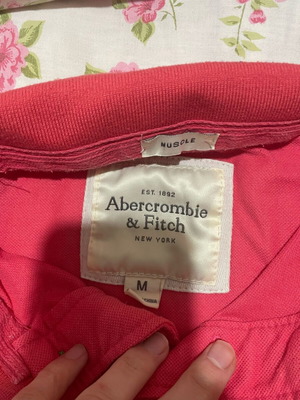 MUSCLE
EST. 1892
Abercrombie
& Fitch
NEW YORK
M